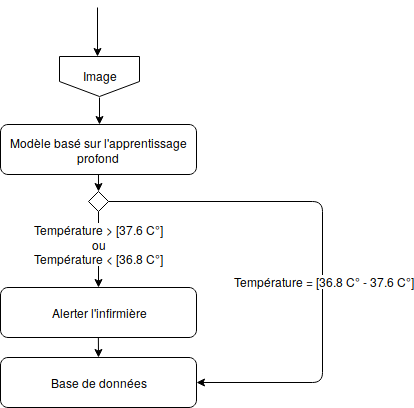 Image
Modèle basé sur l'apprentissage
profond
Température > [37.6 C°]
ou
Température < [36.8 C°]
Température = [36.8 C° - 37.6 C°]
Alerter l'infirmière
Base de données